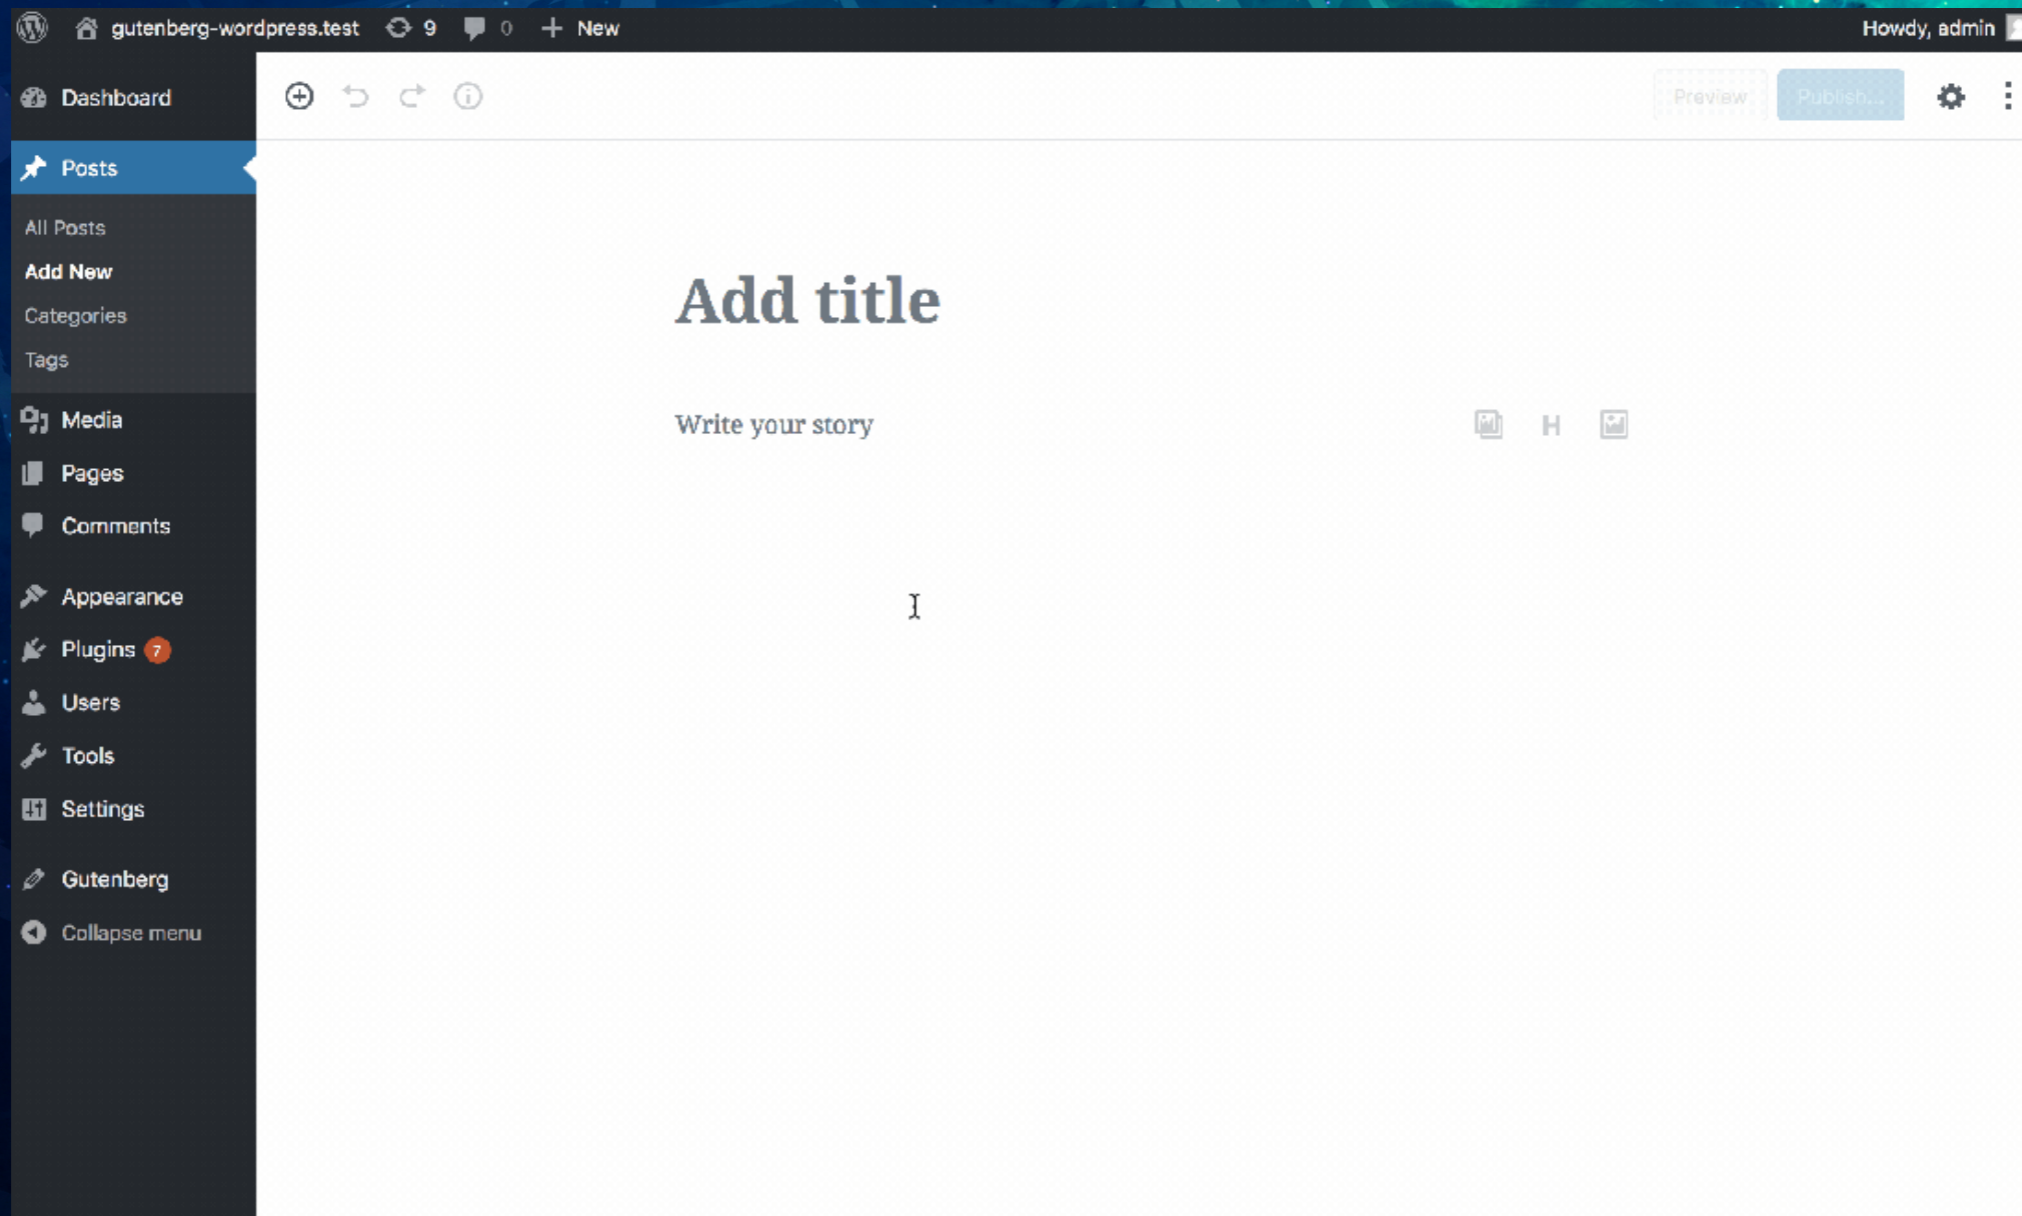 gutenberg-wordpress.test 9 0 New Howdy, admin
Dashboard
Posts
All Posts
Add New
Categories
Tags
Media
Pages
Comments
Appearance
Plugins 7
Users
Tools
Settings
Gutenberg
Collapse menu
Preview Publish...
Add title
Write your story H